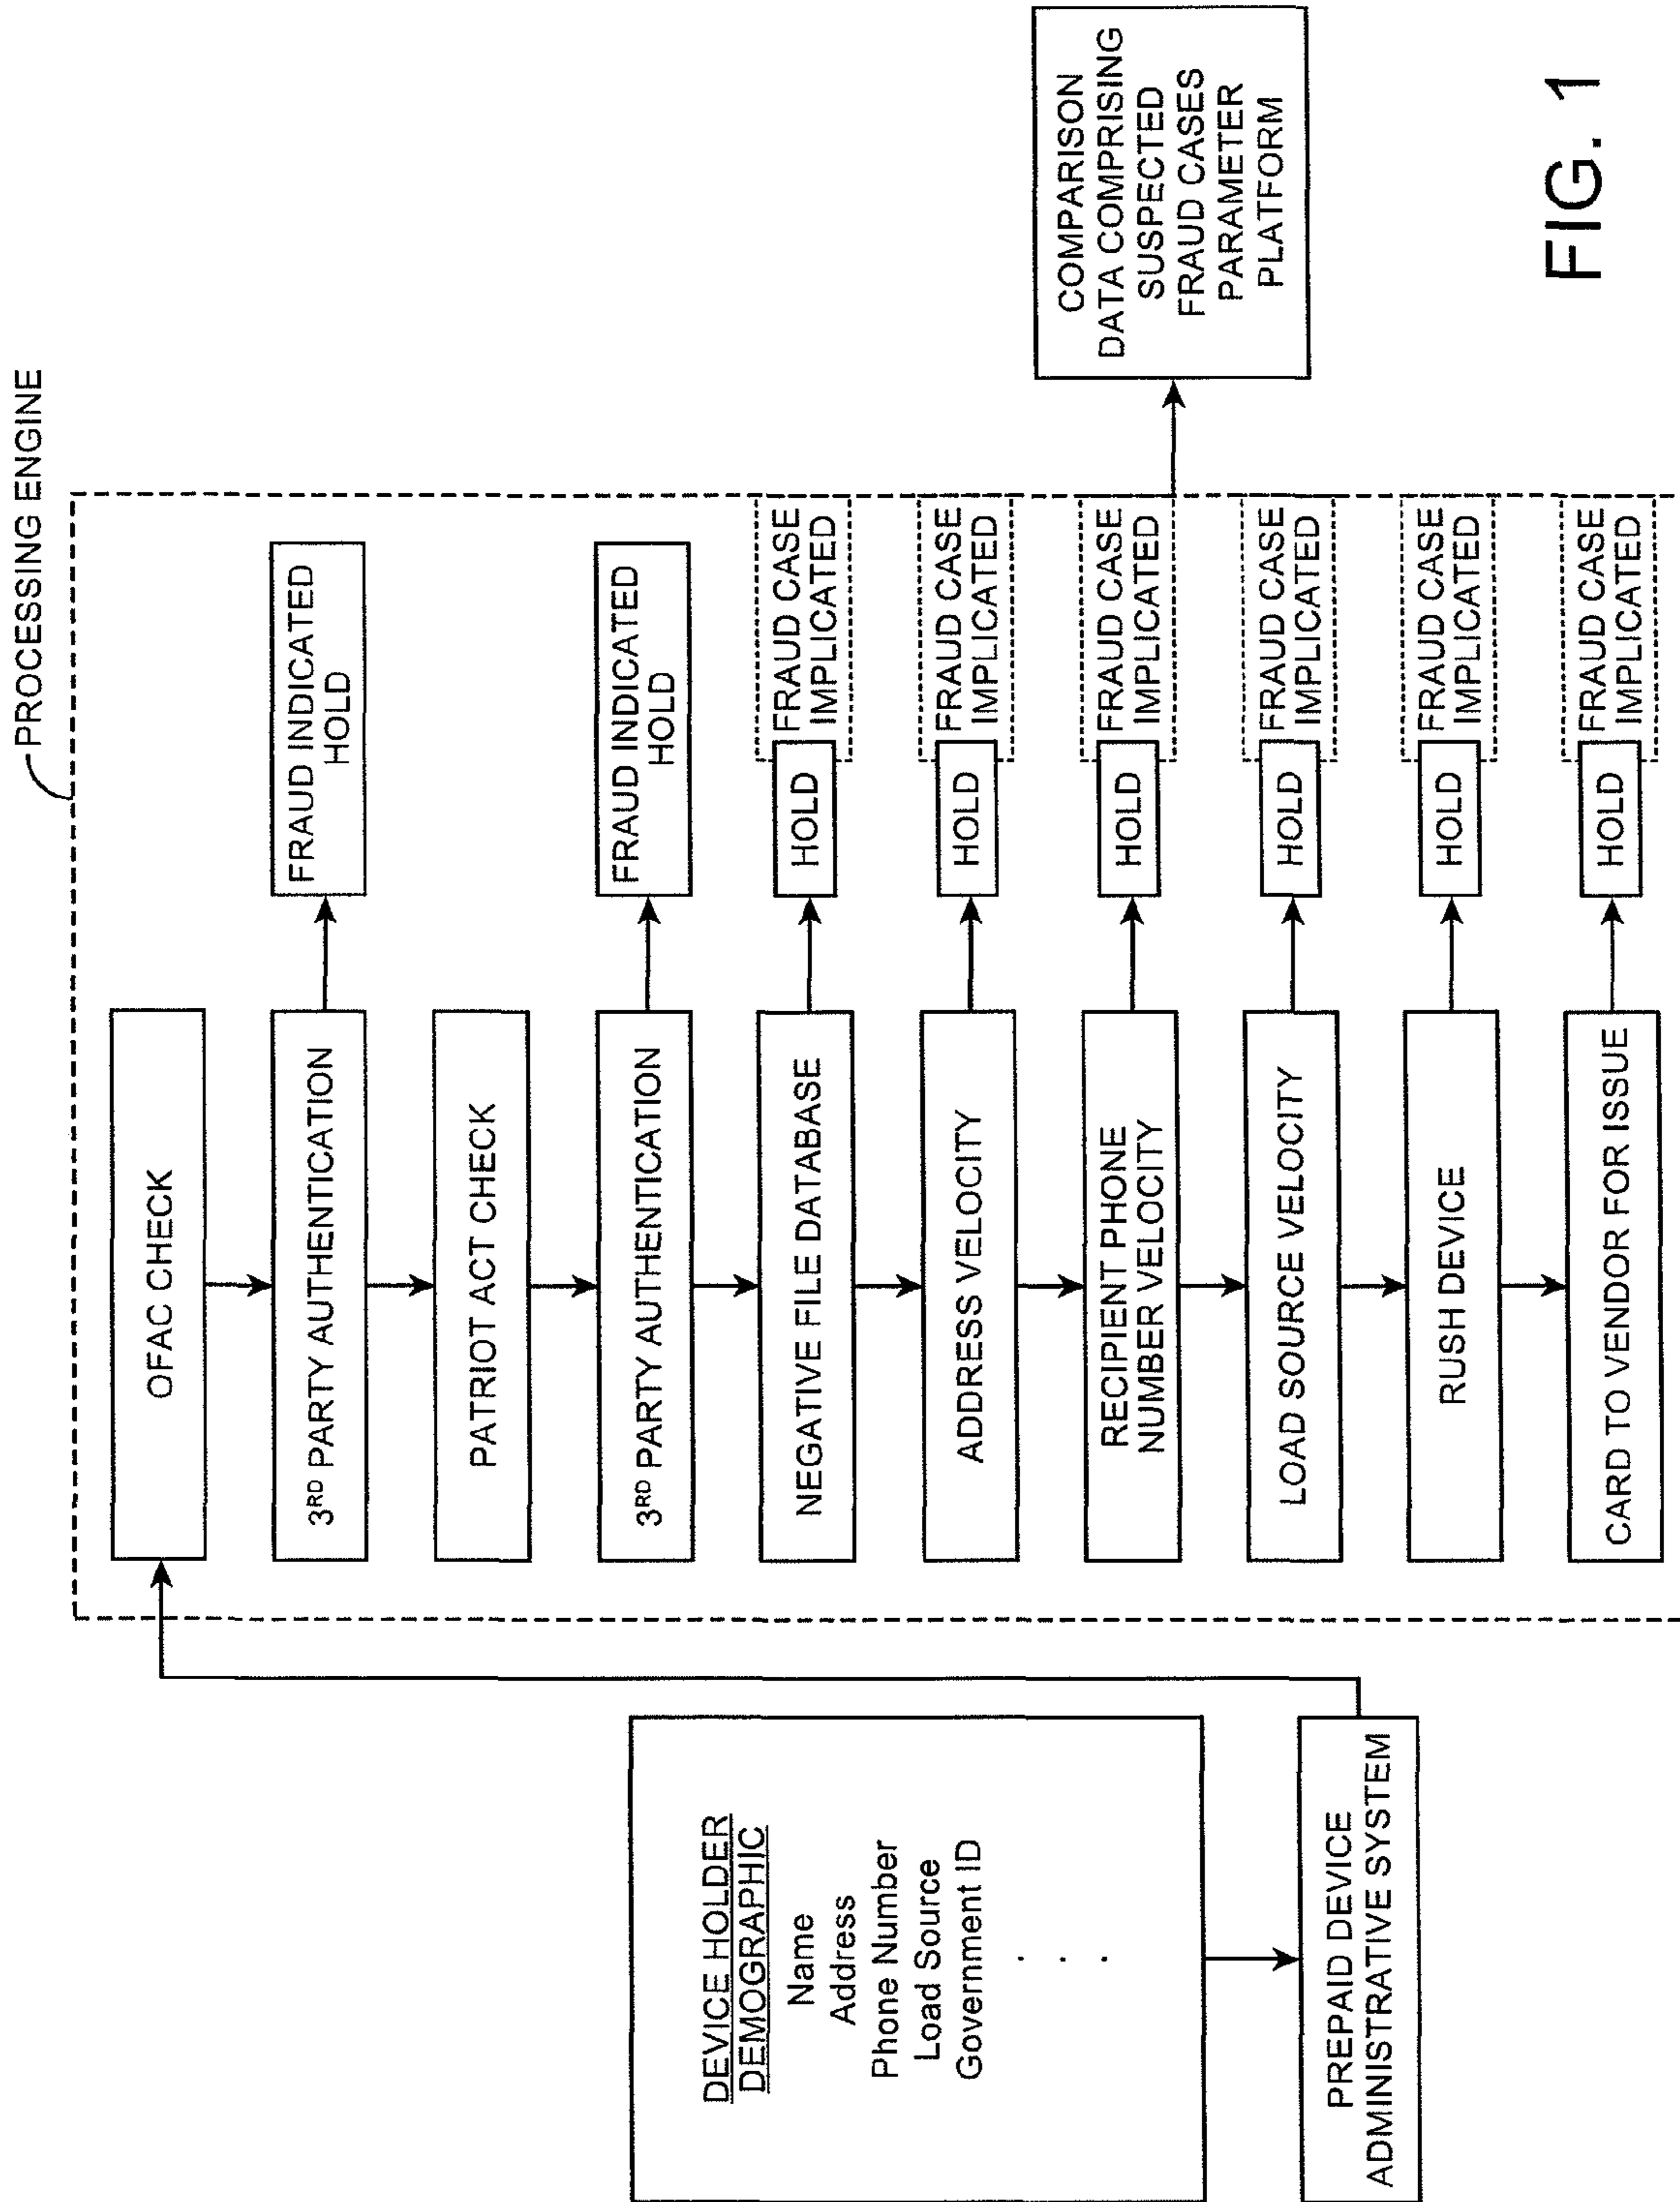 PROCESSING ENGINE
DEVICE HOLDER
DEMOGRAPHIC
Name
Address
Phone Number
Load Source
Government ID
. . .
PREPAID DEVICE
ADMINISTRATIVE SYSTEM
OFAC CHECK
3RD PARTY AUTHENTICATION
FRAUD INDICATED
HOLD
PATRIOT ACT CHECK
3RD PARTY AUTHENTICATION
FRAUD INDICATED
HOLD
NEGATIVE FILE DATABASE
HOLD
FRAUD CASE
IMPLICATED
ADDRESS VELOCITY
HOLD
FRAUD CASE
IMPLICATED
RECIPIENT PHONE
NUMBER VELOCITY
HOLD
FRAUD CASE
IMPLICATED
LOAD SOURCE VELOCITY
HOLD
FRAUD CASE
IMPLICATED
RUSH DEVICE
HOLD
FRAUD CASE
IMPLICATED
CARD TO VENDOR FOR ISSUE
HOLD
FRAUD CASE
IMPLICATED
COMPARISON
DATA COMPRISING
SUSPECTED
FRAUD CASES
PARAMETER
PLATFORM
FIG. 1